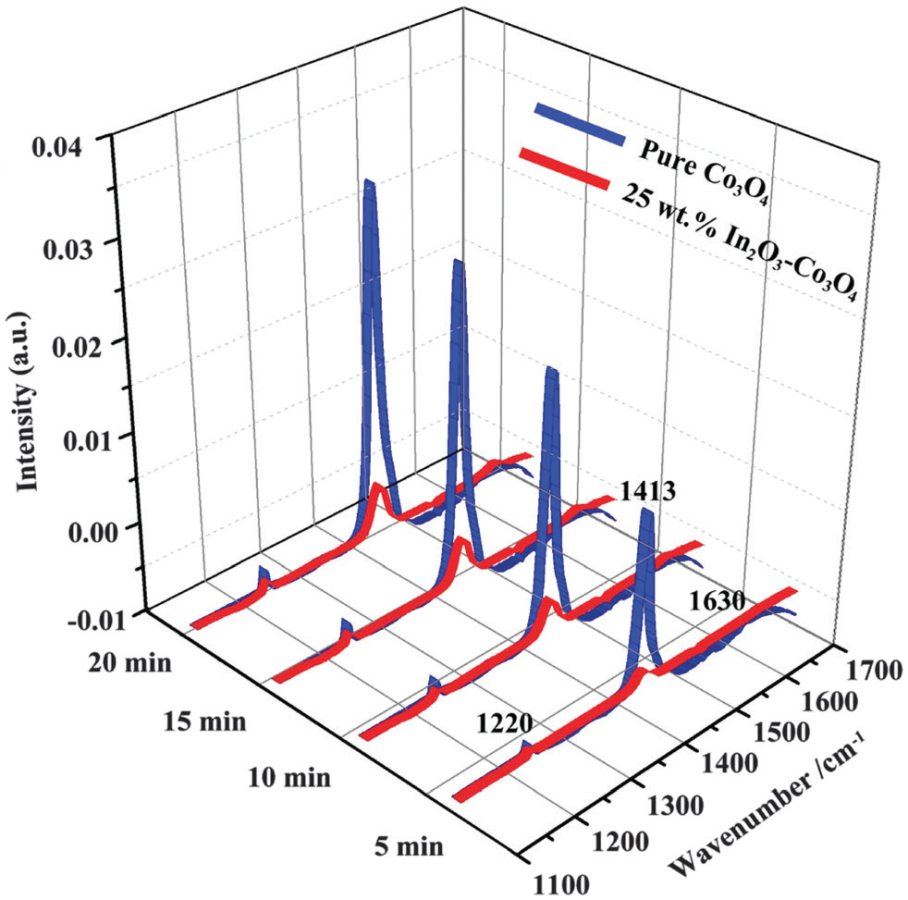 0.04
0.03
0.02
0.01
0.00
-0.01
Intensity (a.u.)
Pure Co₃O₄
25 wt.% In₂O₃-Co₃O₄
1413
1630
1220
20 min
15 min
10 min
5 min
1700
1600
1500
1400
1300
1200
1100
Wavenumber /cm⁻¹